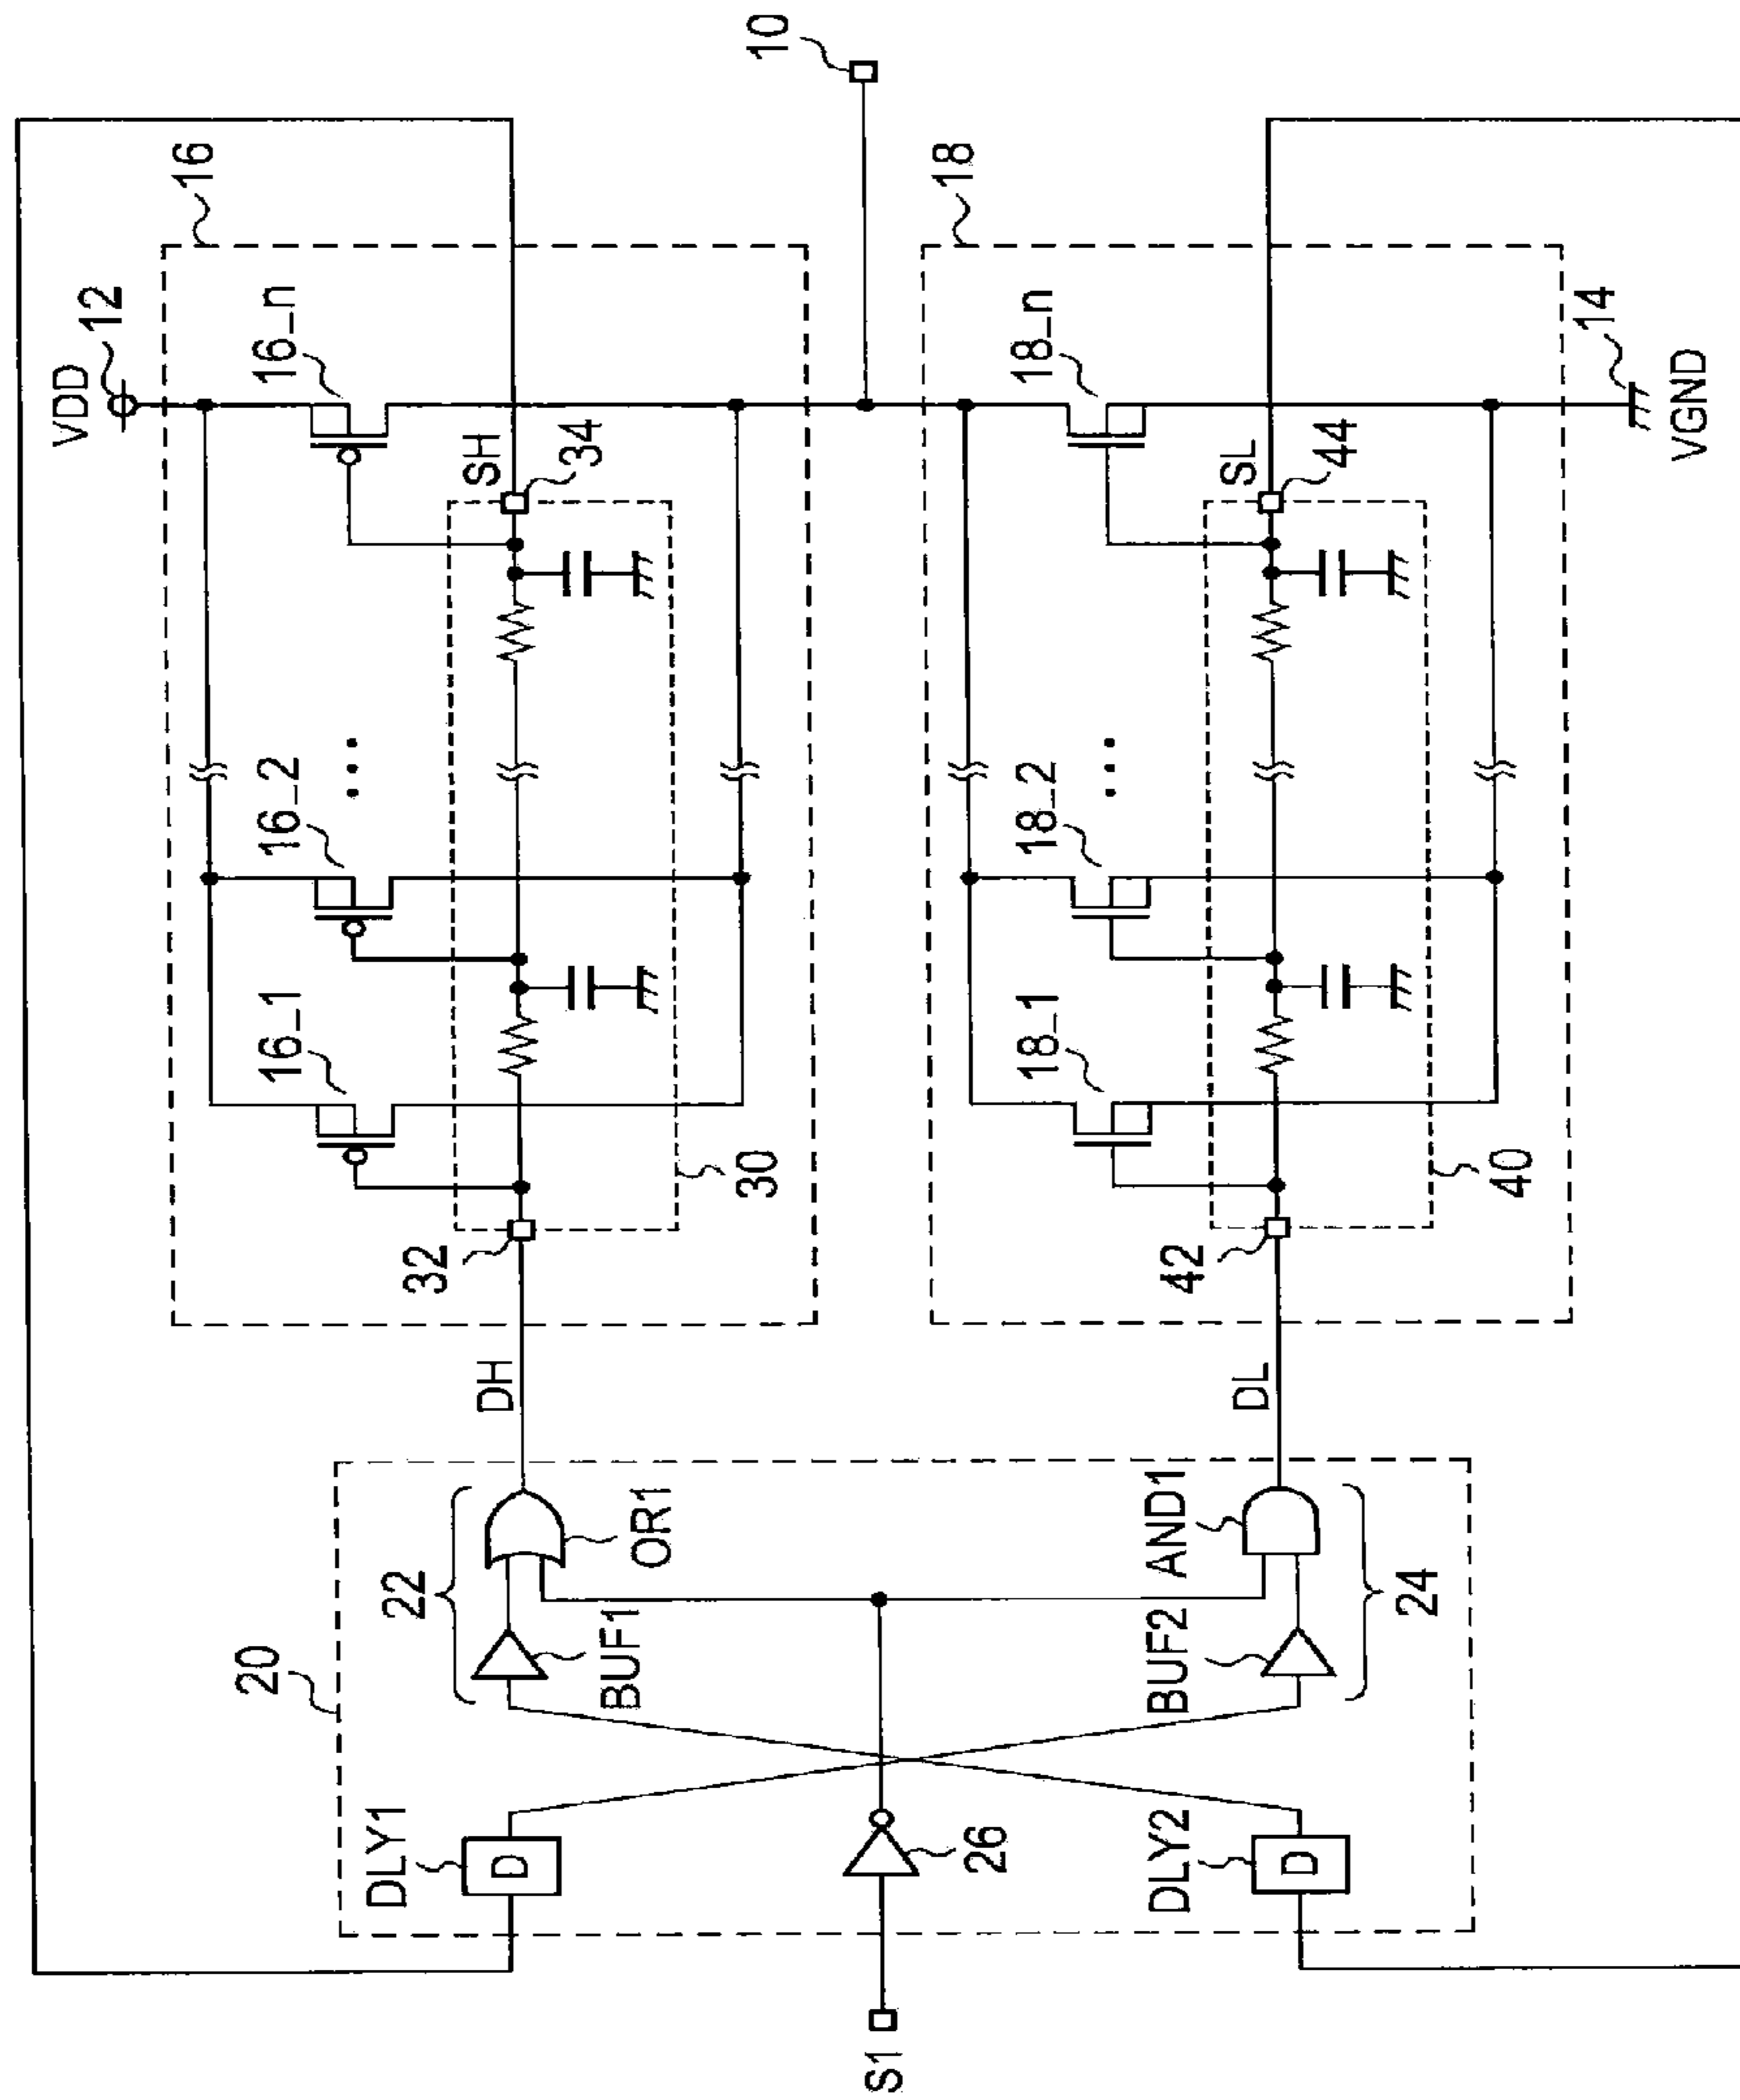 VDD
12
16
16_1
16_2
...
16_n
SH
34
10
20
22
DH
32
30
DLY1
D
BUF1
OR1
S1
26
18
18_1
18_2
...
18_n
SL
44
DLY2
D
BUF2
AND1
24
DL
42
40
14
VGND